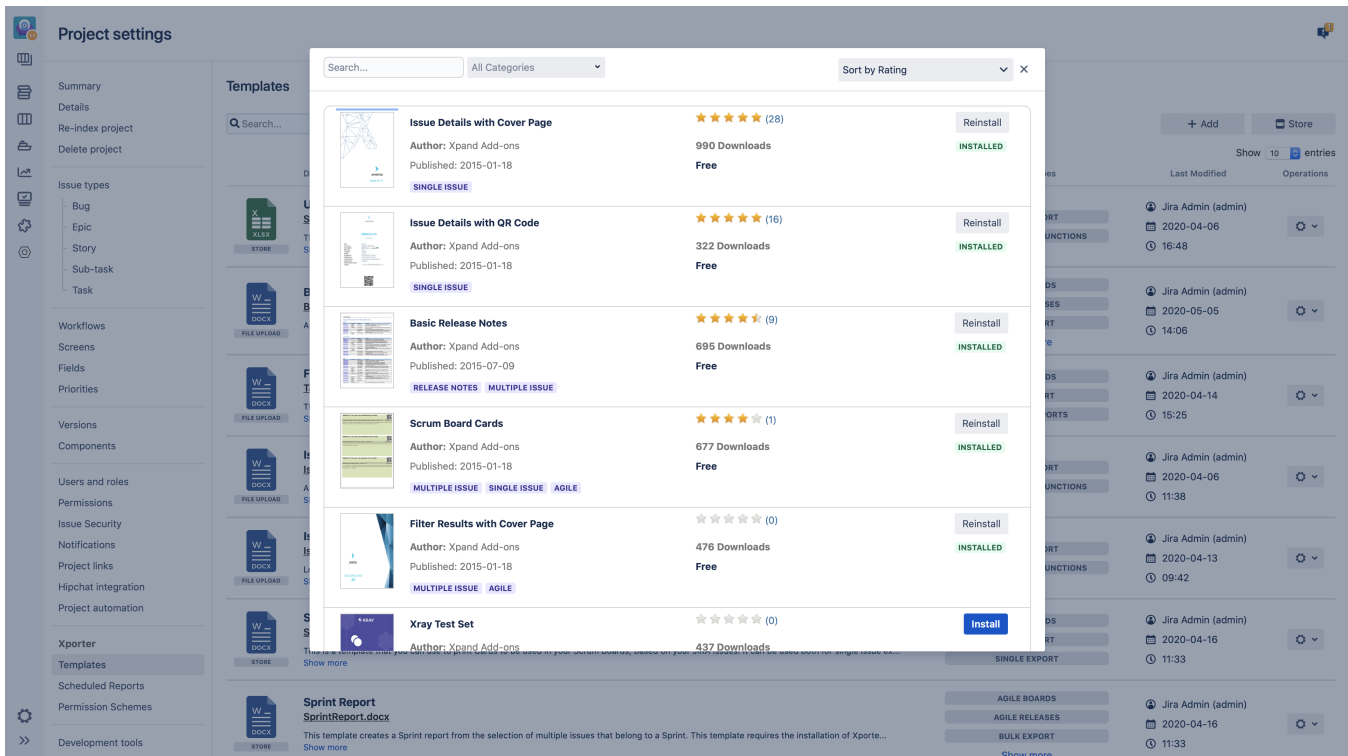 Project settings
Summary
Details
Re-index project
Delete project
Issue types
Bug
Epic
Story
Sub-task
Task
Workflows
Screens
Fields
Priorities
Versions
Components
Users and roles
Permissions
Issue Security
Notifications
Project links
Hipchat integration
Project automation
Xporter
Templates
Scheduled Reports
Permission Schemes
Development tools
Templates
Search...
+ Add
Store
Show 10 entries
Last Modified
Operations
Search...
All Categories
Sort by Rating
Issue Details with Cover Page
(28)
Reinstall
Author: Xpand Add-ons
990 Downloads
INSTALLED
Published: 2015-01-18
Free
SINGLE ISSUE
Issue Details with QR Code
(16)
Reinstall
Author: Xpand Add-ons
322 Downloads
INSTALLED
Published: 2015-01-18
Free
SINGLE ISSUE
Basic Release Notes
(9)
Reinstall
Author: Xpand Add-ons
695 Downloads
INSTALLED
Published: 2015-07-09
Free
RELEASE NOTES MULTIPLE ISSUE
Scrum Board Cards
(1)
Reinstall
Author: Xpand Add-ons
677 Downloads
INSTALLED
Published: 2015-01-18
Free
MULTIPLE ISSUE SINGLE ISSUE AGILE
Filter Results with Cover Page
(0)
Reinstall
Author: Xpand Add-ons
476 Downloads
INSTALLED
Published: 2015-01-18
Free
MULTIPLE ISSUE AGILE
XRAY
Xray Test Set
(0)
Install
Author: Xpand Add-ons
437 Downloads
XLSX
STORE
Jira Admin (admin)
2020-04-06
16:48
DOCX
FILE UPLOAD
Jira Admin (admin)
2020-05-05
14:06
DOCX
FILE UPLOAD
Jira Admin (admin)
2020-04-14
15:25
DOCX
FILE UPLOAD
Jira Admin (admin)
2020-04-06
11:38
DOCX
FILE UPLOAD
Jira Admin (admin)
2020-04-13
09:42
DOCX
STORE
Show more
SINGLE EXPORT
Jira Admin (admin)
2020-04-16
11:33
DOCX
STORE
Sprint Report
SprintReport.docx
This template creates a Sprint report from the selection of multiple issues that belong to a Sprint. This template requires the installation of Xporte...
Show more
AGILE BOARDS
AGILE RELEASES
BULK EXPORT
Show more
Jira Admin (admin)
2020-04-16
11:33